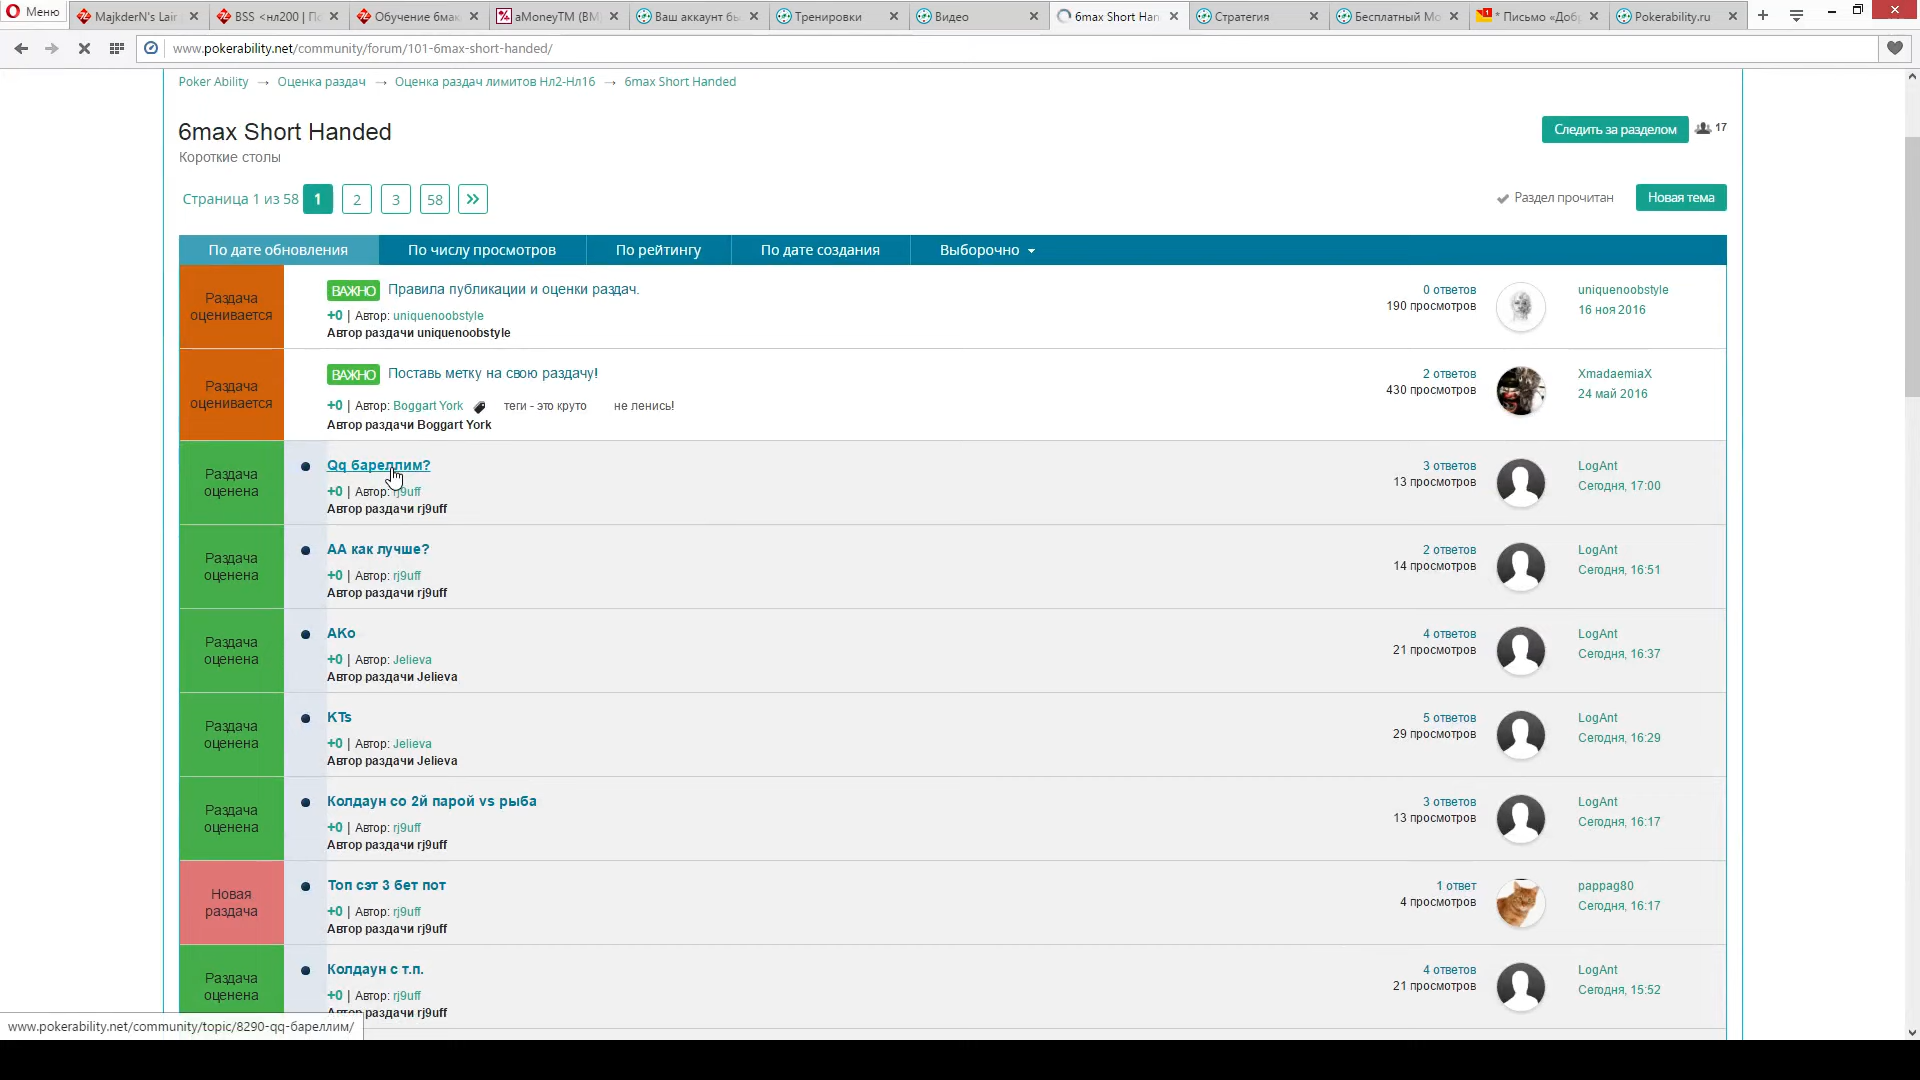 Меню
MajkderN's Lair
BSS <нл200 | По
Обучение бмак
aMoneyTM (BM)
Ваш аккаунт бы
Тренировки
Видео
6max Short Han
Стратегия
Бесплатный Мо
* Письмо «Добр
Pokerability.ru
www.pokerability.net/community/forum/101-6max-short-handed/
Poker Ability → Оценка раздач → Оценка раздач лимитов Нл2-Нл16 → 6max Short Handed
6max Short Handed
Короткие столы
Следить за разделом 17
Страница 1 из 58 1 2 3 58 »
Раздел прочитан Новая тема
По дате обновления По числу просмотров По рейтингу По дате создания Выборочно
Раздача оценивается
ВАЖНО Правила публикации и оценки раздач.
+0 | Автор: uniquenoobstyle
Автор раздачи uniquenoobstyle
0 ответов
190 просмотров
uniquenoobstyle
16 ноя 2016
Раздача оценивается
ВАЖНО Поставь метку на свою раздачу!
+0 | Автор: Boggart York теги - это круто не ленись!
Автор раздачи Boggart York
2 ответов
430 просмотров
XmadaemiaX
24 май 2016
Раздача оценена
Qq бареллим?
+0 | Автор: rj9uff
Автор раздачи rj9uff
3 ответов
13 просмотров
LogAnt
Сегодня, 17:00
Раздача оценена
АА как лучше?
+0 | Автор: rj9uff
Автор раздачи rj9uff
2 ответов
14 просмотров
LogAnt
Сегодня, 16:51
Раздача оценена
AKo
+0 | Автор: Jelieva
Автор раздачи Jelieva
4 ответов
21 просмотров
LogAnt
Сегодня, 16:37
Раздача оценена
KTs
+0 | Автор: Jelieva
Автор раздачи Jelieva
5 ответов
29 просмотров
LogAnt
Сегодня, 16:29
Раздача оценена
Колдаун со 2й парой vs рыба
+0 | Автор: rj9uff
Автор раздачи rj9uff
3 ответов
13 просмотров
LogAnt
Сегодня, 16:17
Новая раздача
Топ сэт 3 бет пот
+0 | Автор: rj9uff
Автор раздачи rj9uff
1 ответ
4 просмотров
pappag80
Сегодня, 16:17
Раздача оценена
Колдаун с т.п.
+0 | Автор: rj9uff
Автор раздачи rj9uff
4 ответов
21 просмотров
LogAnt
Сегодня, 15:52
www.pokerability.net/community/topic/8290-qq-бареллим/